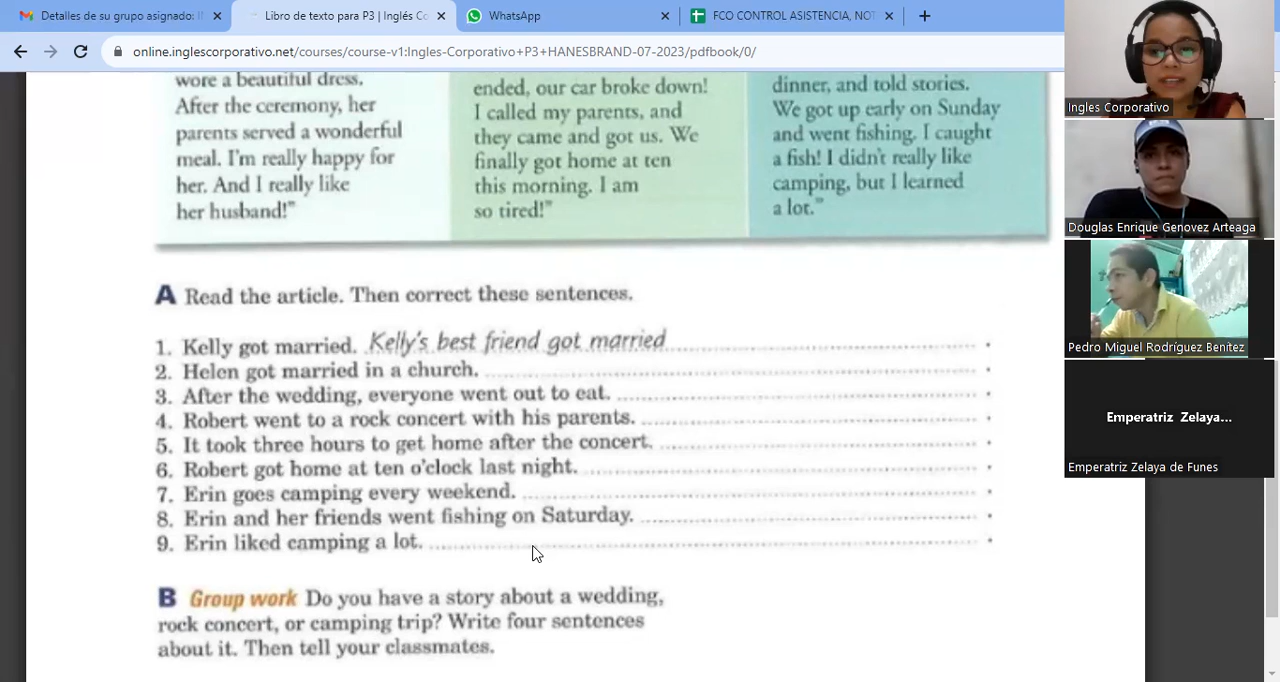 Detalles de su grupo asignado: I
Libro de texto para P3 | Inglés Co
WhatsApp
FCO CONTROL ASISTENCIA, NOT
online.inglescorporativo.net/courses/course-v1:Ingles-Corporativo+P3+HANESBRAND-07-2023/pdfbook/0/
wore a beautiful dress.
After the ceremony, her
parents served a wonderful
meal. I'm really happy for
her. And I really like
her husband!"
ended, our car broke down!
I called my parents, and
they came and got us. We
finally got home at ten
this morning. I am
so tired!"
dinner, and told stories.
We got up early on Sunday
and went fishing. I caught
a fish! I didn't really like
camping, but I learned
a lot."
A Read the article. Then correct these sentences.
1. Kelly got married. Kelly's best friend got married.
2. Helen got married in a church.
3. After the wedding, everyone went out to eat.
4. Robert went to a rock concert with his parents.
5. It took three hours to get home after the concert.
6. Robert got home at ten o'clock last night.
7. Erin goes camping every weekend.
8. Erin and her friends went fishing on Saturday.
9. Erin liked camping a lot.
B Group work Do you have a story about a wedding,
rock concert, or camping trip? Write four sentences
about it. Then tell your classmates.
Ingles Corporativo
Douglas Enrique Genovez Arteaga
Pedro Miguel Rodríguez Benítez
Emperatriz Zelaya...
Emperatriz Zelaya de Funes